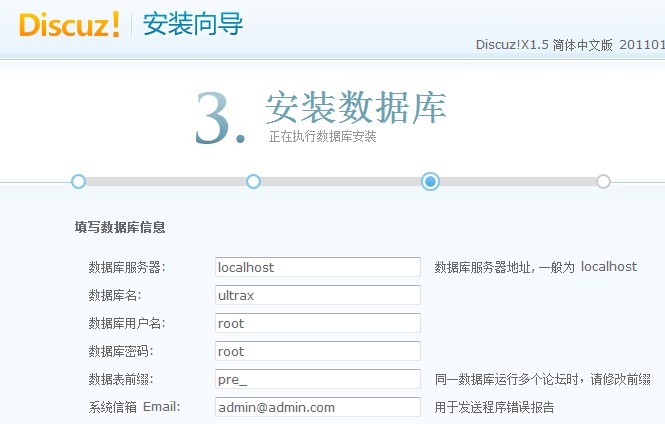 Discuz! 安装向导
Discuz!X1.5 简体中文版 201101
3. 安装数据库
正在执行数据库安装
填写数据库信息
数据库服务器: localhost 数据库服务器地址, 一般为 localhost
数据库名: ultrax
数据库用户名: root
数据库密码: root
数据表前缀: pre_ 同一数据库运行多个论坛时，请修改前缀
系统信箱 Email: admin@admin.com 用于发送程序错误报告